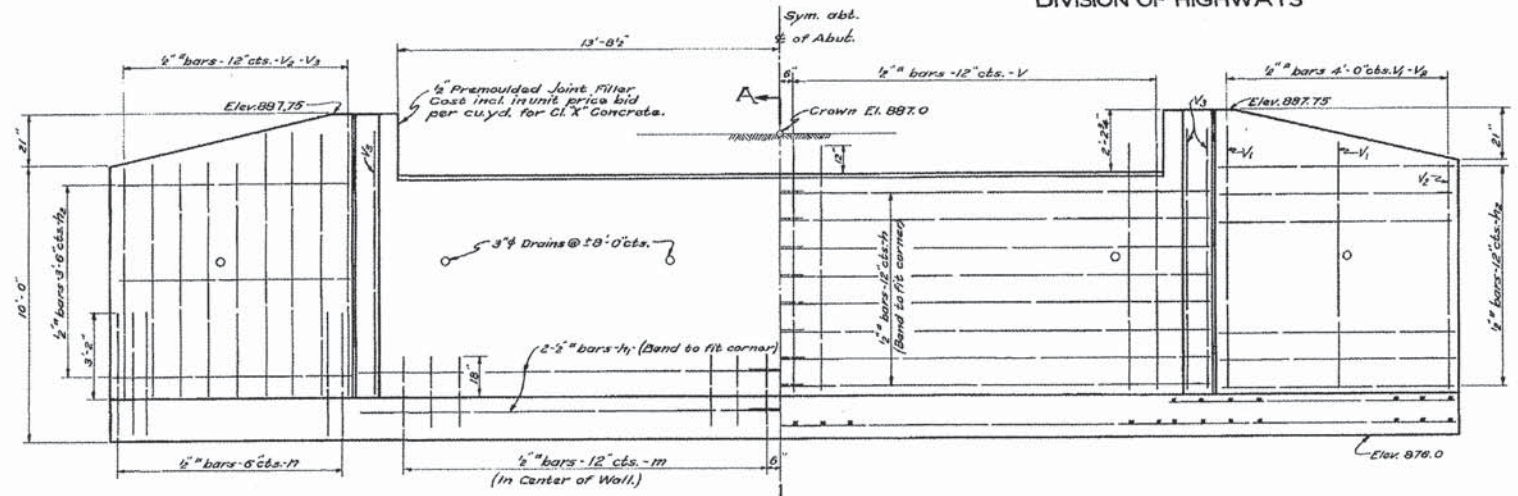 DIVISION OF HIGHWAYS
Sym. abt.
℄ of Abut.
13'-8½"
½"ᵠ bars-12"cts.-V₂-V₃
½" Premoulded Joint Filler
Cost incl. in unit price bid
per cu.yd. for Cl."X" Concrete.
Elev.887.75
6"
½"ᵠ bars -12"cts.-V
½"ᵠ bars 4'-0"cts.V₁-V₂
A
Crown El. 887.0
Elev.887.75
V₃
21"
V₃
12"
2'-2¾"
V₁
V₁
V₂
21"
10'-0"
½"ᵠ bars-3'-6"cts.-h₂
3'-2"
3"ᵠ Drains @ ±8'-0"cts.
½"ᵠ bars-12"cts-h
(Bend to fit corner)
½"ᵠ bars-12"cts-h₂
2-½"ᵠ bars-h₁-(Bend to fit corner)
18"
½"ᵠ bars-6"cts-n
½"ᵠ bars-12"cts.-m
6"
(In Center of Wall.)
Elev. 876.0